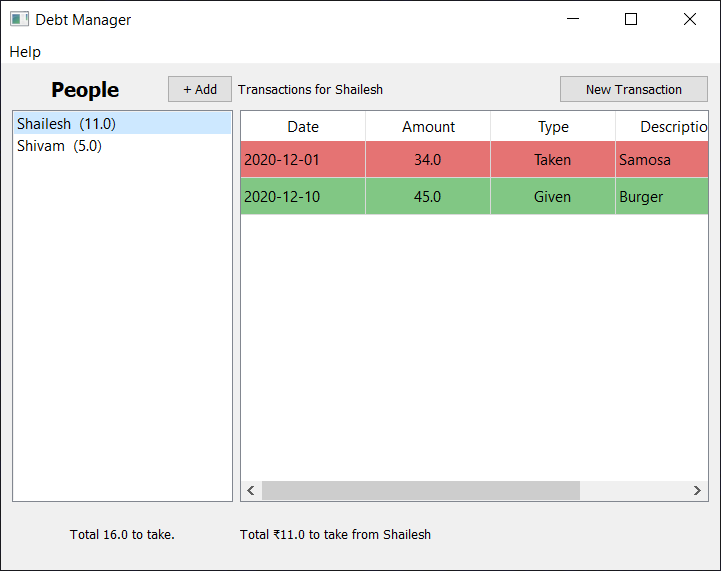 Debt Manager
Help
People
+ Add
Transactions for Shailesh
New Transaction
Shailesh (11.0)
Shivam (5.0)
Date Amount Type Descriptio
2020-12-01 34.0 Taken Samosa
2020-12-10 45.0 Given Burger
Total 16.0 to take.
Total ₹11.0 to take from Shailesh